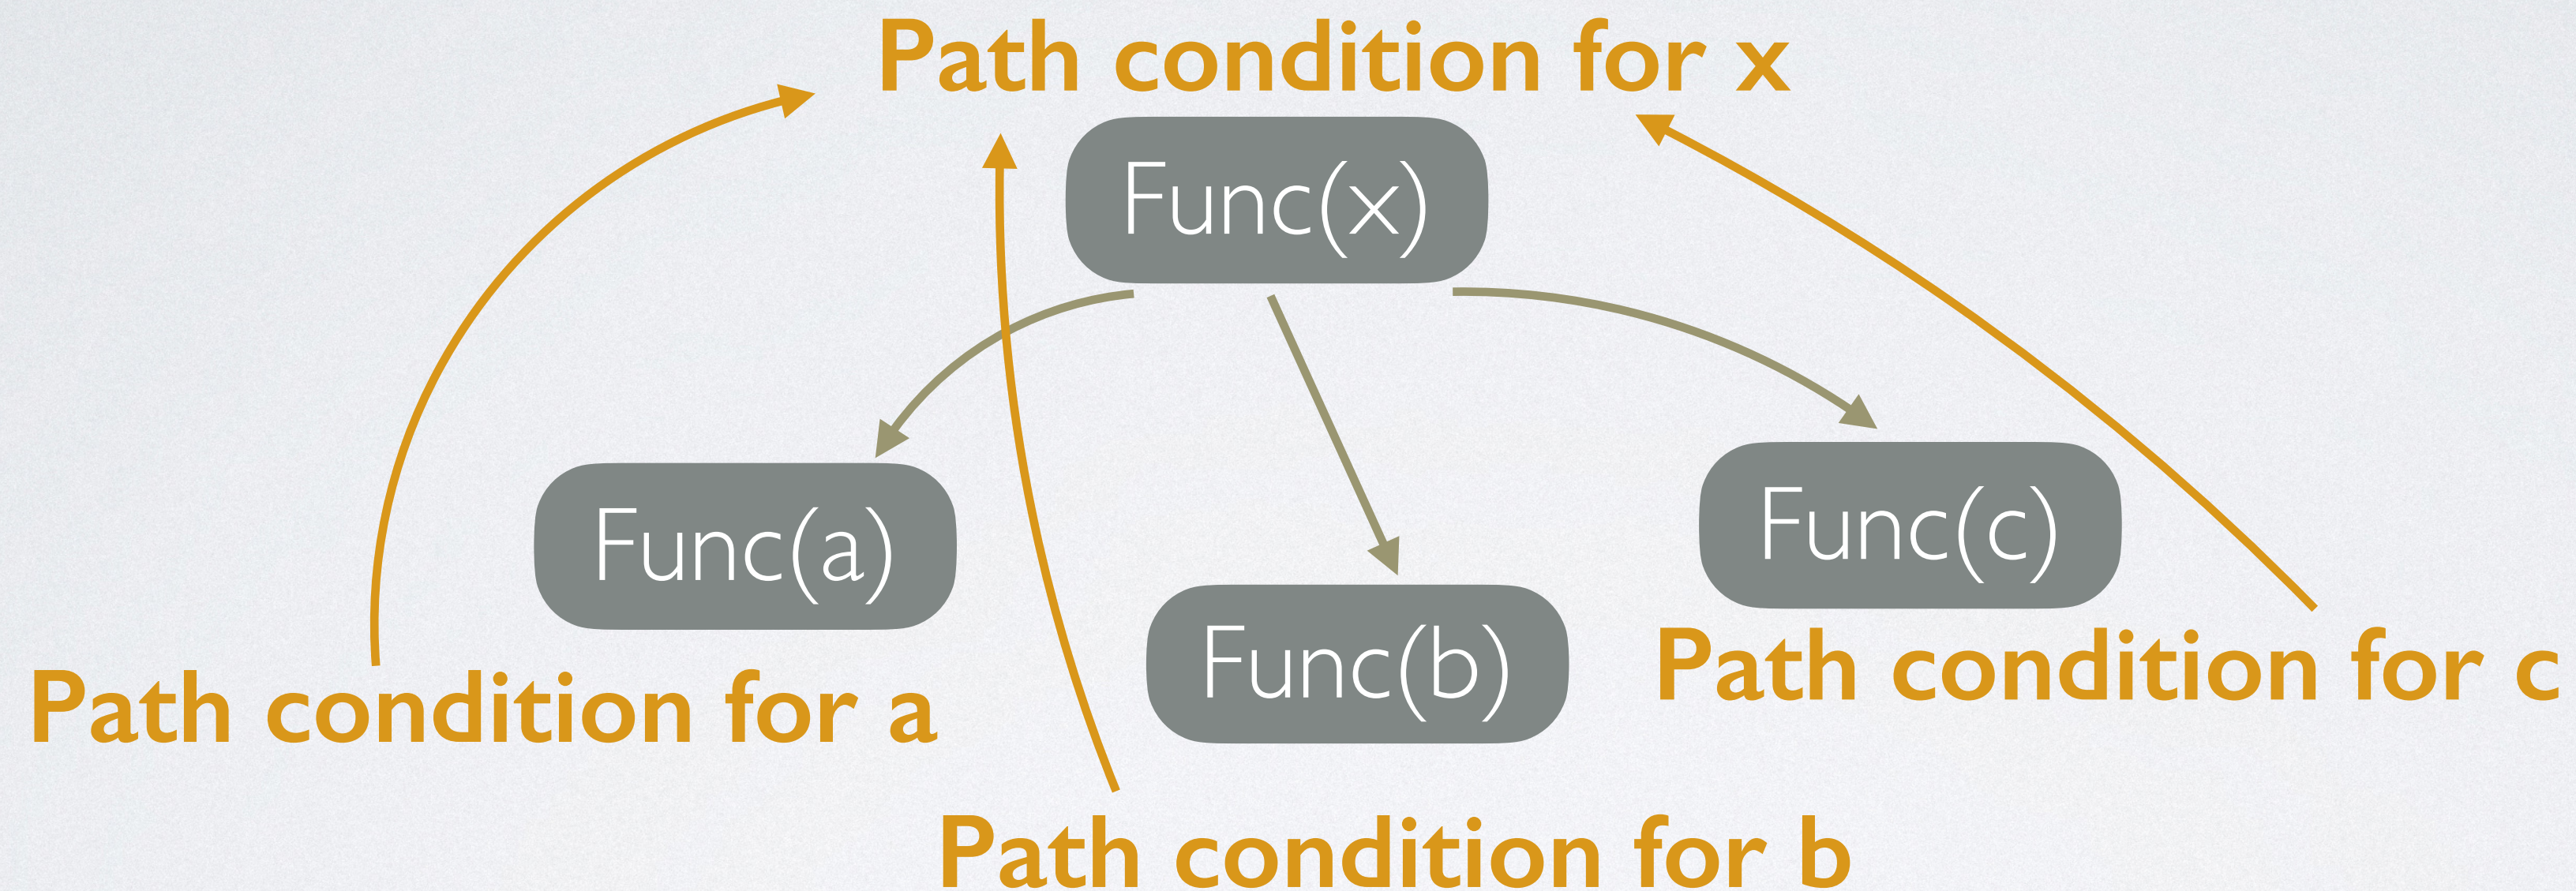 Path condition for x
Func(x)
Func(a)
Func(b)
Func(c)
Path condition for a
Path condition for b
Path condition for c